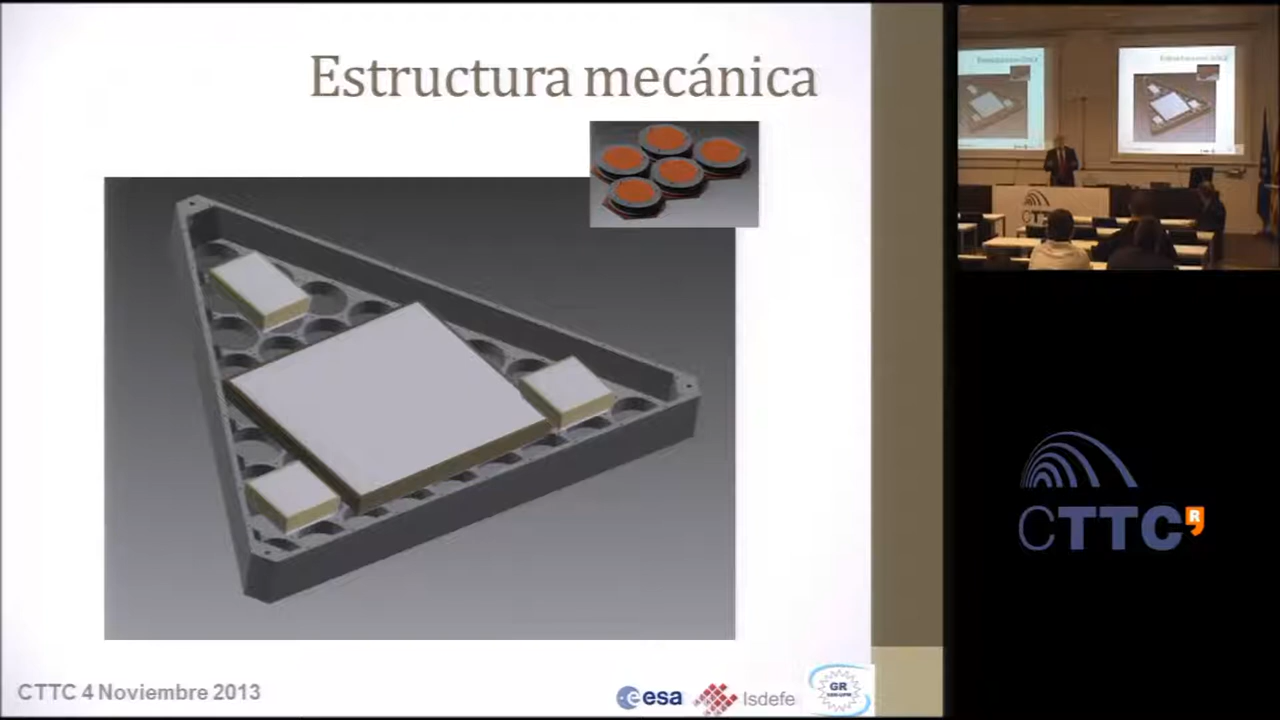 Estructura mecánica
CTTC 4 Noviembre 2013
esa
Isdefe
GR
CTTC R